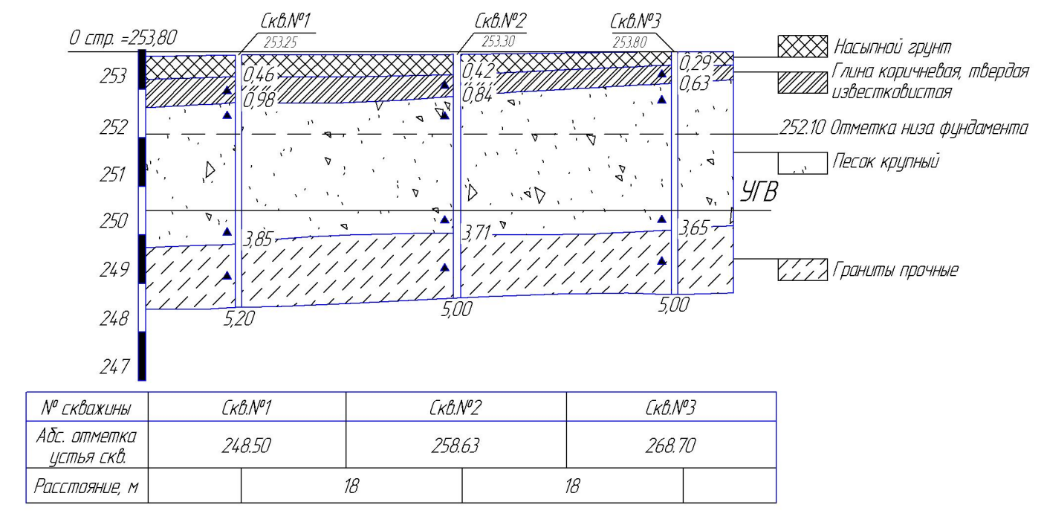 Скв.№1 Скв.№2 Скв.№3
0 стр. =253,80 253.25 253.30 253.80
253 0,46 0,42 0,29 Насыпной грунт
0,98 0,84 0,63 Глина коричневая, твердая
известковистая
252 252.10 Отметка низа фундамента
251 Песок крупный
УГВ
250 3,85 3,71 3,65
249 Граниты прочные
248 5,20 5,00 5,00
247
№ скважины Скв.№1 Скв.№2 Скв.№3
Абс. отметка
устья скв. 248.50 258.63 268.70
Расстояние, м 18 18